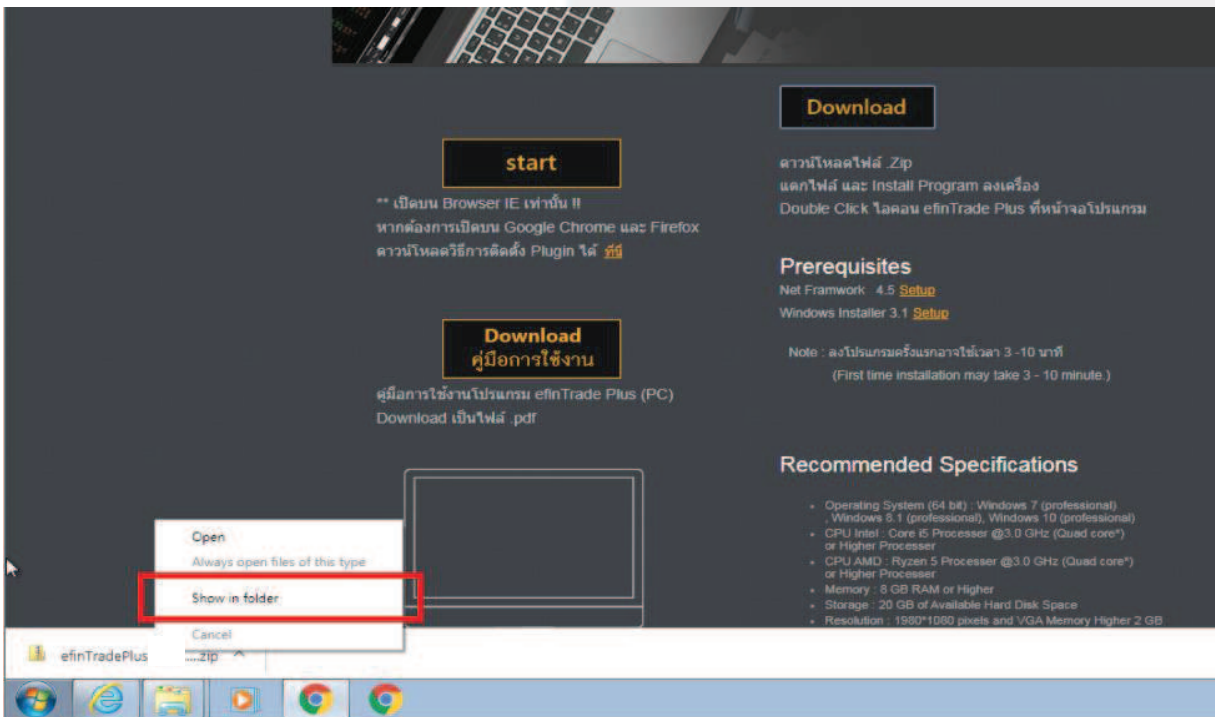 start
** เปิดบน Browser IE เท่านั้น !!
หากต้องการเปิดบน Google Chrome และ Firefox
ดาวน์โหลดวิธีการติดตั้ง Plugin ได้ ที่นี่
Download
คู่มือการใช้งาน
คู่มือการใช้งานโปรแกรม efinTrade Plus (PC)
Download เป็นไฟล์ .pdf
Download
ดาวน์โหลดไฟล์ .Zip
แตกไฟล์ และ Install Program ลงเครื่อง
Double Click ไอคอน efinTrade Plus ที่หน้าจอโปรแกรม
Prerequisites
Net Framwork 4.5 Setup
Windows Installer 3.1 Setup
Note : ลงโปรแกรมครั้งแรกอาจใช้เวลา 3 -10 นาที
(First time installation may take 3 - 10 minute.)
Recommended Specifications
• Operating System (64 bit) : Windows 7 (professional)
, Windows 8.1 (professional), Windows 10 (professional)
• CPU Intel : Core i5 Processer @3.0 GHz (Quad core*)
or Higher Processer
• CPU AMD : Ryzen 5 Processer @3.0 GHz (Quad core*)
or Higher Processer
• Memory : 8 GB RAM or Higher
• Storage : 20 GB of Available Hard Disk Space
• Resolution : 1980*1080 pixels and VGA Memory Higher 2 GB
Open
Always open files of this type
Show in folder
Cancel
efinTradePlus .....zip